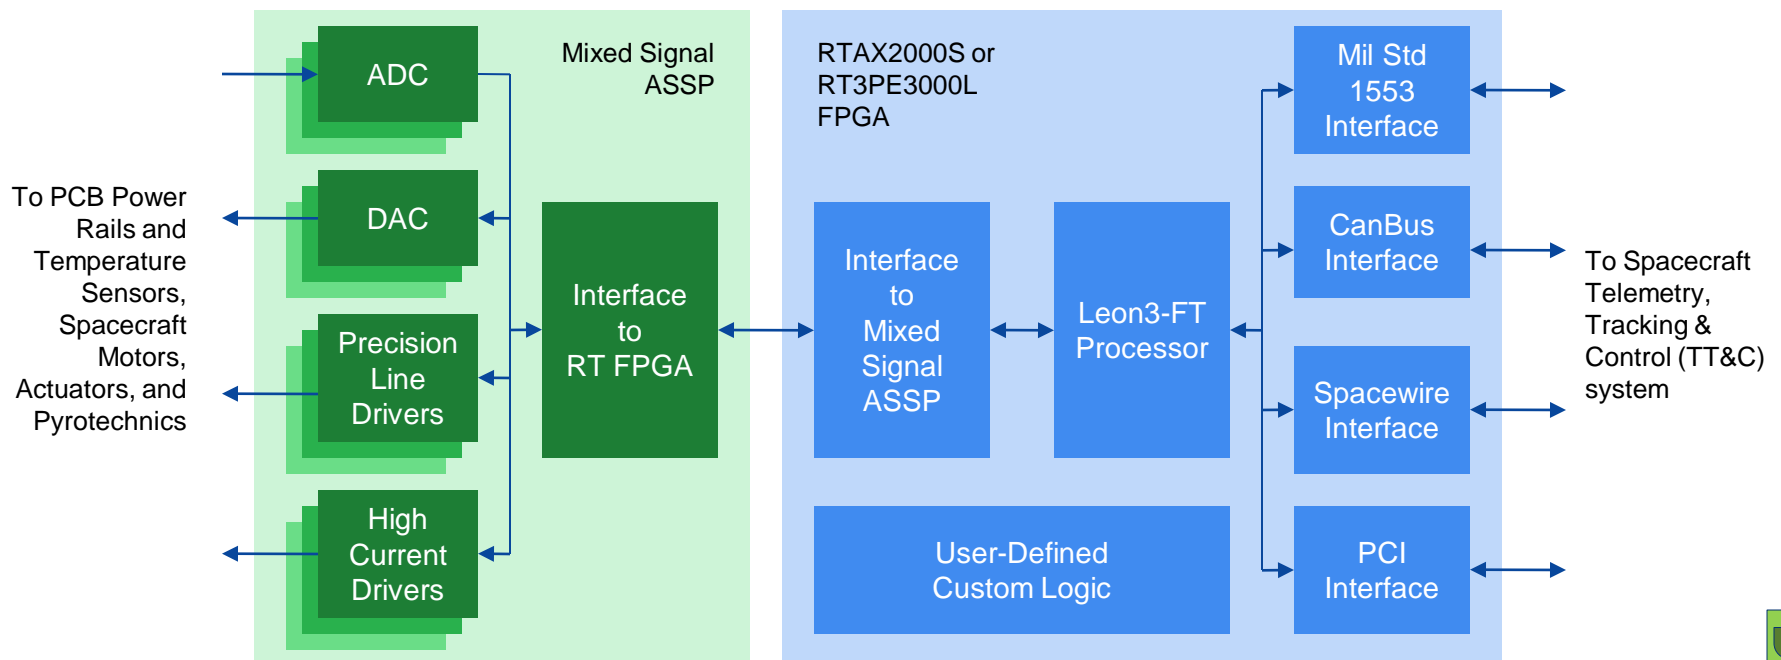 To PCB Power
Rails and
Temperature
Sensors,
Spacecraft
Motors,
Actuators, and
Pyrotechnics
Mixed Signal
ASSP
ADC
DAC
Precision
Line
Drivers
High
Current
Drivers
Interface
to
RT FPGA
RTAX2000S or
RT3PE3000L
FPGA
Interface
to
Mixed
Signal
ASSP
Leon3-FT
Processor
User-Defined
Custom Logic
Mil Std
1553
Interface
CanBus
Interface
Spacewire
Interface
PCI
Interface
To Spacecraft
Telemetry,
Tracking &
Control (TT&C)
system